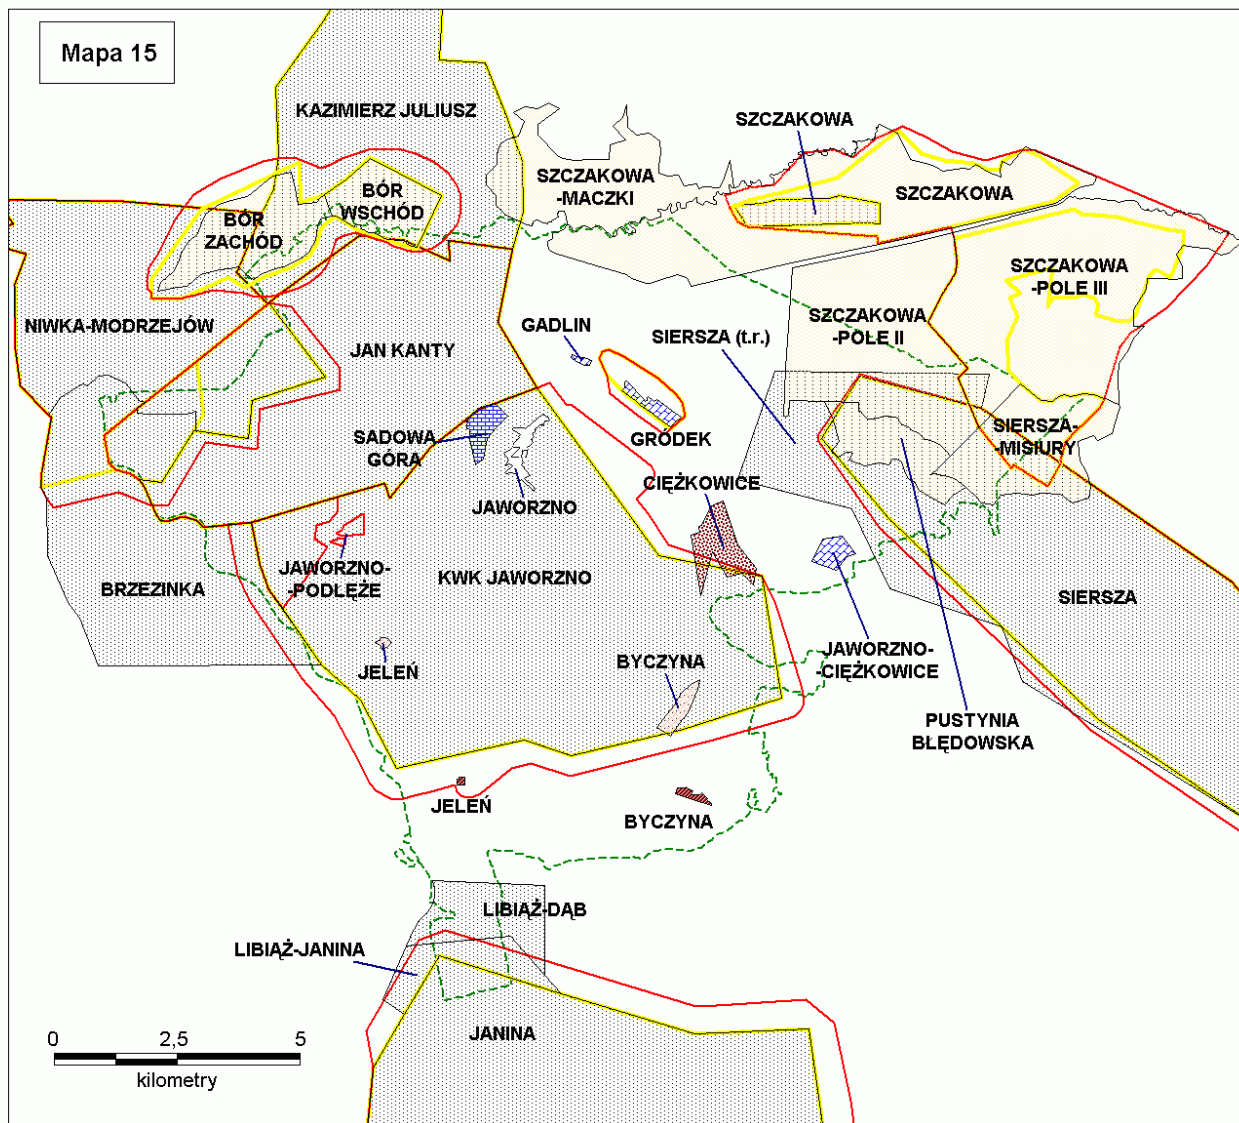 Mapa 15
KAZIMIERZ JULIUSZ
SZCZAKOWA
SZCZAKOWA
-MACZKI
BÓR
WSCHÓD
SZCZAKOWA
BÓR
ZACHÓD
SZCZAKOWA
-POLE III
NIWKA-MODRZEJÓW
GADLIN
SIERSZA (t.r.)
SZCZAKOWA
-POLE II
JAN KANTY
SADOWA
GÓRA
GRÓDEK
SIERSZA-
-MISIURY
Zn
CIĘŻKOWICE
JAWORZNO
JAWORZNO-
-PODŁĘŻE
KWK JAWORZNO
BRZEZINKA
SIERSZA
JELEŃ
BYCZYNA
JAWORZNO-
-CIĘŻKOWICE
PUSTYNIA
BŁĘDOWSKA
JELEŃ
BYCZYNA
LIBIĄŻ-DĄB
LIBIĄŻ-JANINA
JANINA
0 2,5 5
kilometry